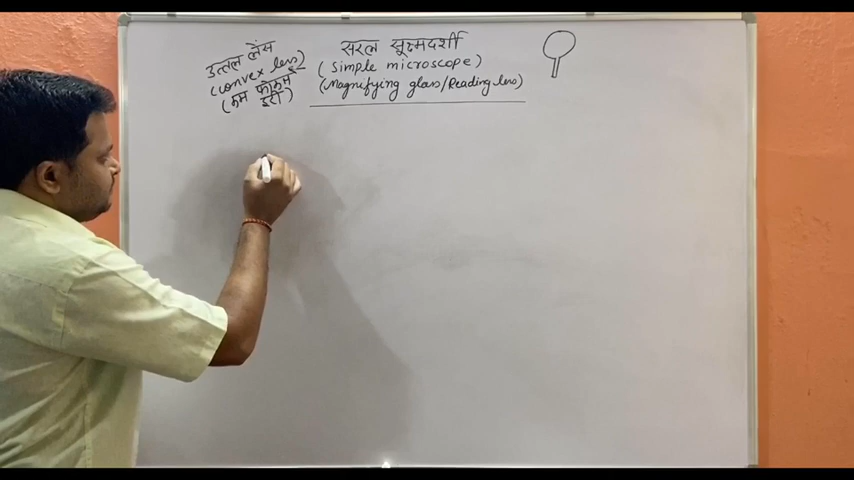 सरल सूक्ष्मदर्शी
(Simple microscope)
(Magnifying glass/Reading lens)
उत्तल लेंस
(Convex lens)
(कम फोकस
दूरी)